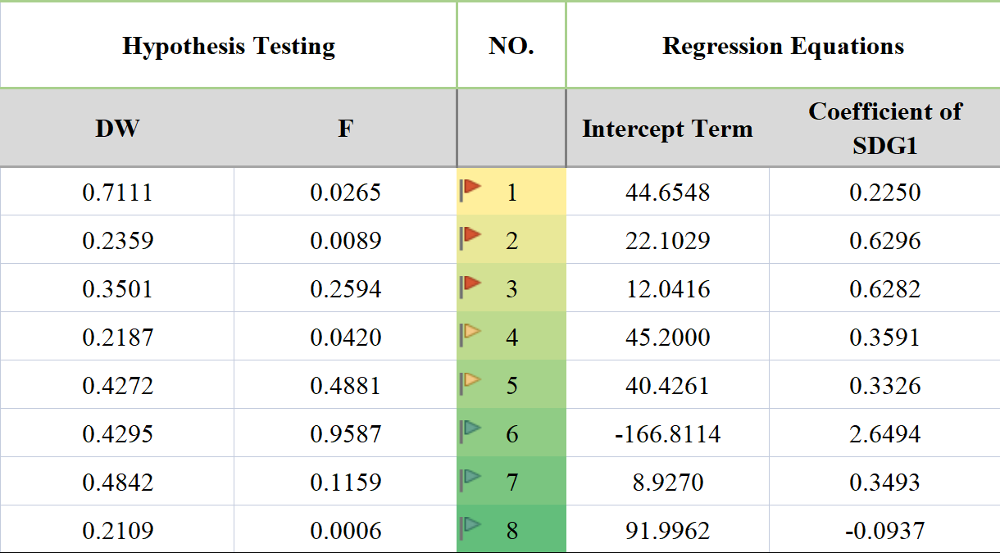 Hypothesis Testing NO. Regression Equations
DW F Intercept Term Coefficient of
SDG1
0.7111 0.0265 1 44.6548 0.2250
0.2359 0.0089 2 22.1029 0.6296
0.3501 0.2594 3 12.0416 0.6282
0.2187 0.0420 4 45.2000 0.3591
0.4272 0.4881 5 40.4261 0.3326
0.4295 0.9587 6 -166.8114 2.6494
0.4842 0.1159 7 8.9270 0.3493
0.2109 0.0006 8 91.9962 -0.0937